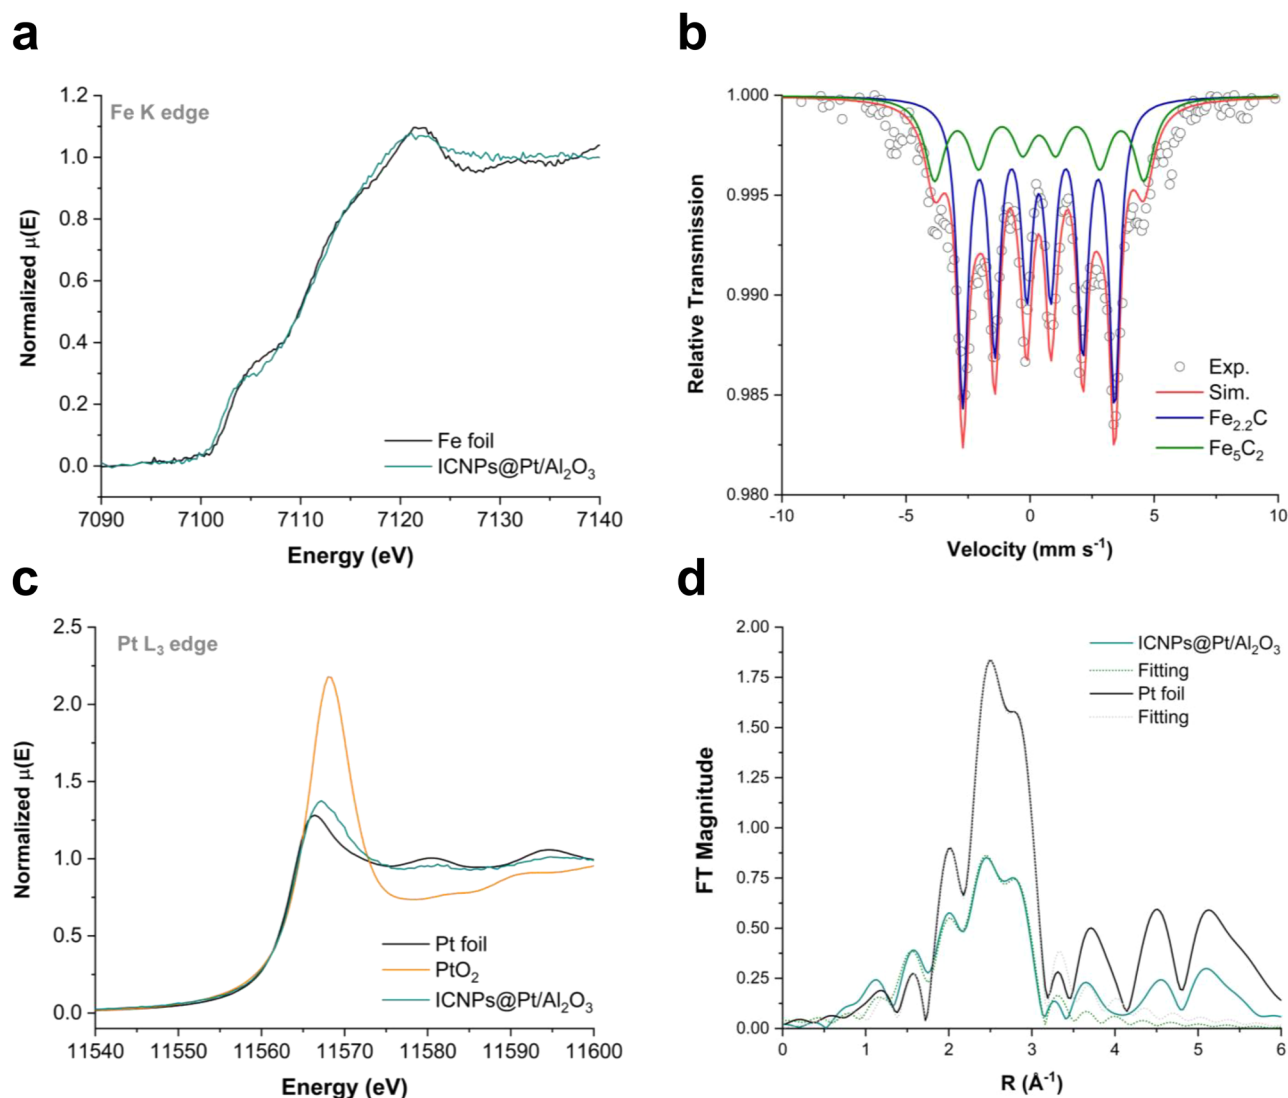 a
Fe K edge
1.2
1.0
0.8
0.6
0.4
0.2
0.0
Normalized μ(E)
Fe foil
ICNPs@Pt/Al₂O₃
7090 7100 7110 7120 7130 7140
Energy (eV)
b
1.000
0.995
0.990
0.985
0.980
Relative Transmission
Exp.
Sim.
Fe₂.₂C
Fe₅C₂
-10 -5 0 5 10
Velocity (mm s⁻¹)
c
Pt L₃ edge
2.5
2.0
1.5
1.0
0.5
0.0
Normalized μ(E)
Pt foil
PtO₂
ICNPs@Pt/Al₂O₃
11540 11550 11560 11570 11580 11590 11600
Energy (eV)
d
2.00
1.75
1.50
1.25
1.00
0.75
0.50
0.25
0.00
FT Magnitude
ICNPs@Pt/Al₂O₃
Fitting
Pt foil
Fitting
0 1 2 3 4 5 6
R (Å⁻¹)